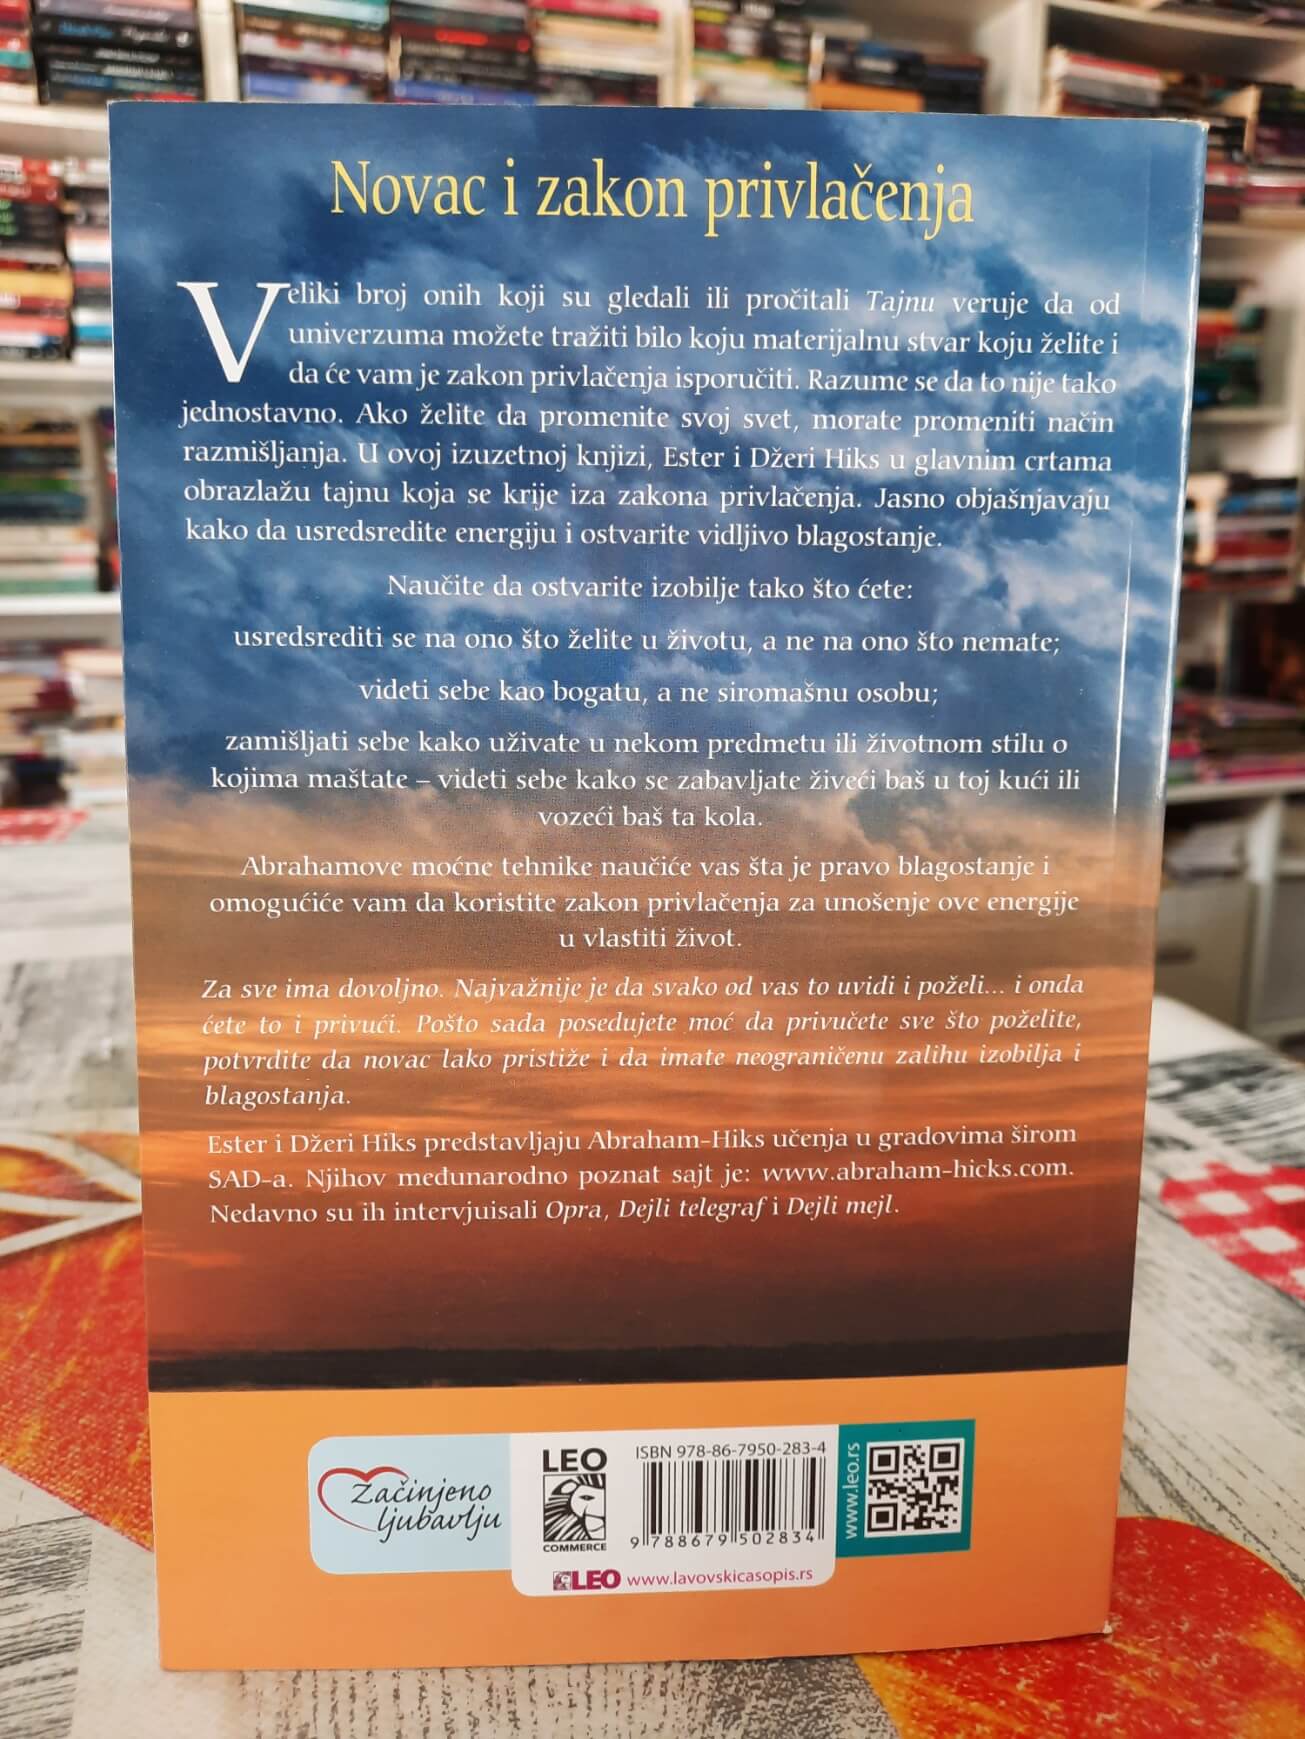 Novac i zakon privlačenja
Veliki broj onih koji su gledali ili pročitali Tajnu veruje da od
univerzuma možete tražiti bilo koju materijalnu stvar koju želite i
da će vam je zakon privlačenja isporučiti. Razume se da to nije tako
jednostavno. Ako želite da promenite svoj svet, morate promeniti način
razmišljanja. U ovoj izuzetnoj knjizi, Ester i Džeri Hiks u glavnim crtama
obrazlažu tajnu koja se krije iza zakona privlačenja. Jasno objašnjavaju
kako da usredsredite energiju i ostvarite vidljivo blagostanje.
Naučite da ostvarite izobilje tako što ćete:
usredsrediti se na ono što želite u životu, a ne na ono što nemate;
videti sebe kao bogatu, a ne siromašnu osobu;
zamišljati sebe kako uživate u nekom predmetu ili životnom stilu o
kojima maštate – videti sebe kako se zabavljate živeći baš u toj kući ili
vozeći baš ta kola.
Abrahamove moćne tehnike naučiće vas šta je pravo blagostanje i
omogućiće vam da koristite zakon privlačenja za unošenje ove energije
u vlastiti život.
Za sve ima dovoljno. Najvažnije je da svako od vas to uvidi i poželi... i onda
ćete to i privući. Pošto sada posedujete moć da privučete sve što poželite,
potvrdite da novac lako pristiže i da imate neograničenu zalihu izobilja i
blagostanja.
Ester i Džeri Hiks predstavljaju Abraham-Hiks učenja u gradovima širom
SAD-a. Njihov međunarodno poznat sajt je: www.abraham-hicks.com.
Nedavno su ih intervjuisali Opra, Dejli telegraf i Dejli mejl.
Začinjeno
ljubavlju
LEO
COMMERCE
ISBN 978-86-7950-283-4
9 788679 502834
LEO www.lavovskicasopis.rs
www.leo.rs